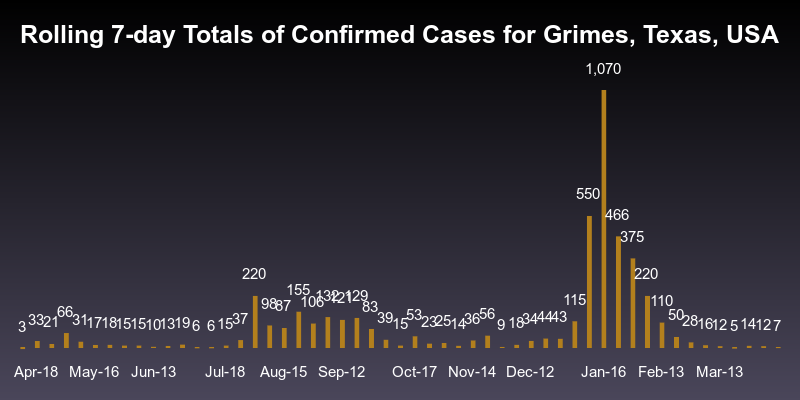 Rolling 7-day Totals of Confirmed Cases for Grimes, Texas, USA
1,070
550
466
375
220 220
155 110 115
98 87 106 132 121 129 83
3 33 21 66 31 17 18 15 15 10 13 19 6 6 15 37 39 15 53 23 25 14 36 56 9 18 34 44 43 50 28 16 12 5 14 12 7
Apr-18 May-16 Jun-13 Jul-18 Aug-15 Sep-12 Oct-17 Nov-14 Dec-12 Jan-16 Feb-13 Mar-13